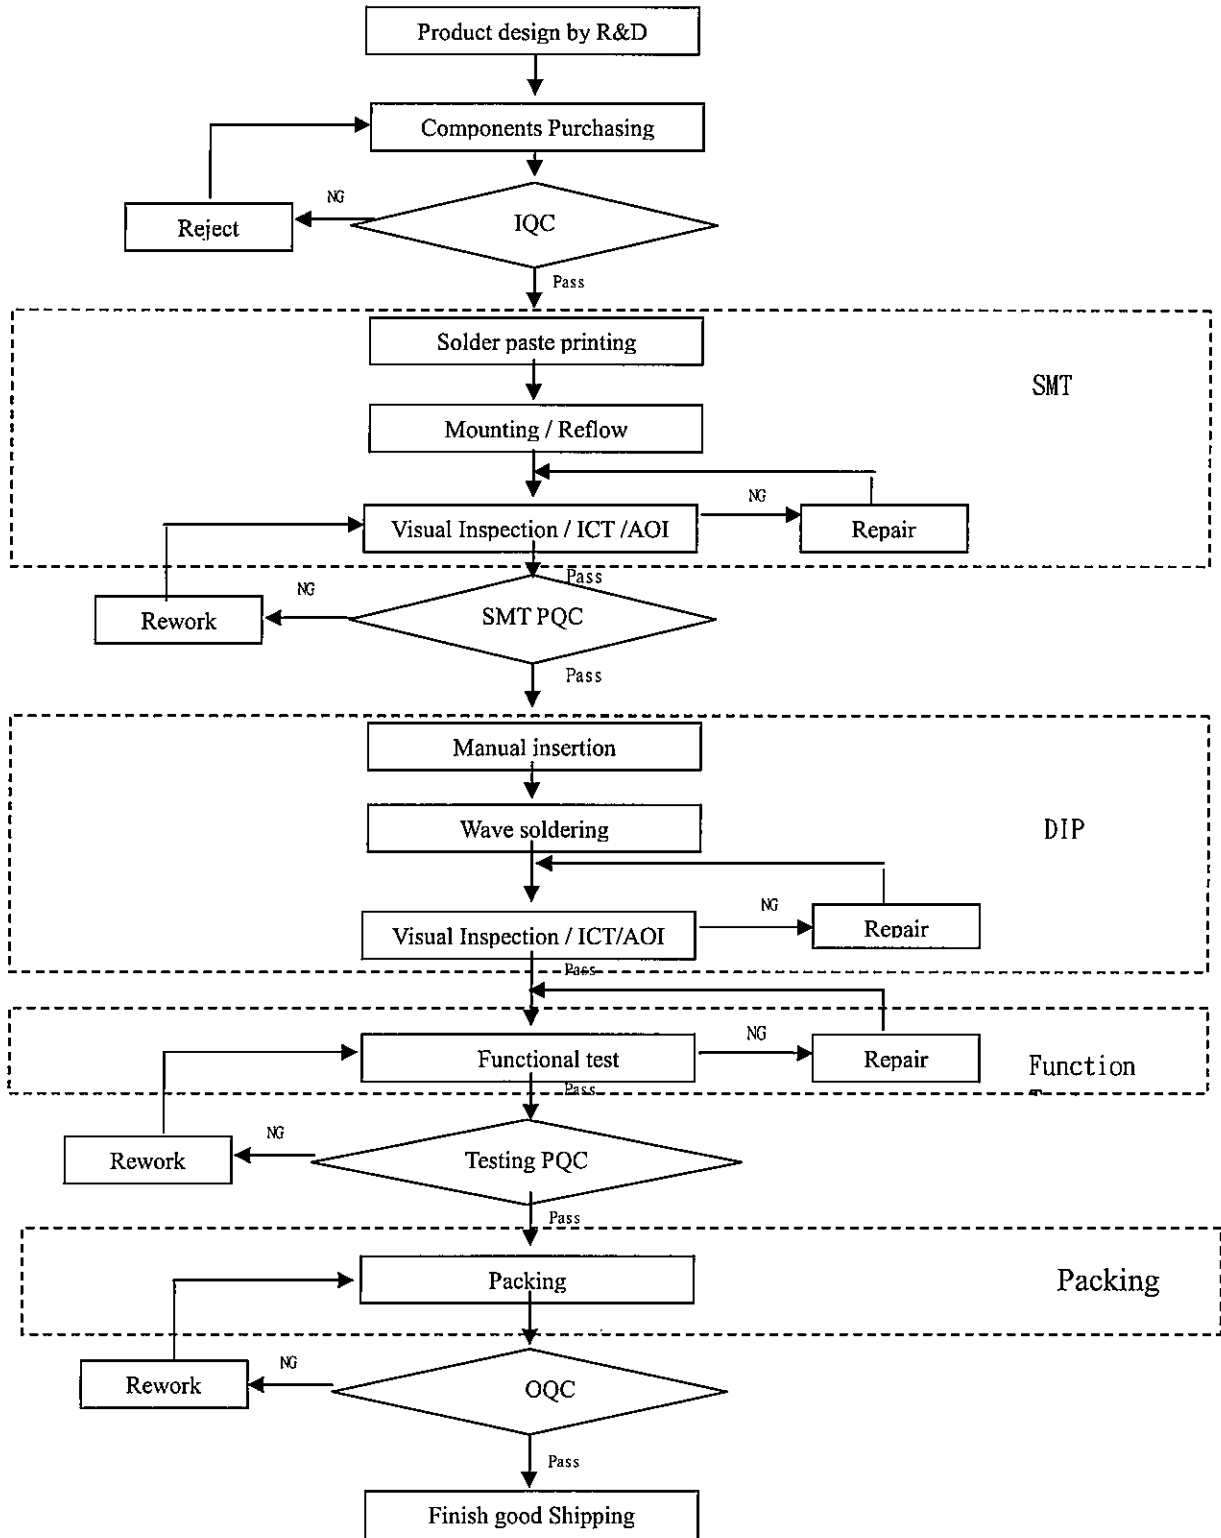 Product design by R&D
Components Purchasing
NG
Reject
IQC
Pass
Solder paste printing
SMT
Mounting / Reflow
NG
Visual Inspection / ICT /AOI
Repair
Pass
NG
Rework
SMT PQC
Pass
Manual insertion
Wave soldering
DIP
NG
Visual Inspection / ICT/AOI
Repair
Pass
NG
Functional test
Repair
Function
Pass
NG
Rework
Testing PQC
Pass
Packing
Packing
NG
Rework
OQC
Pass
Finish good Shipping